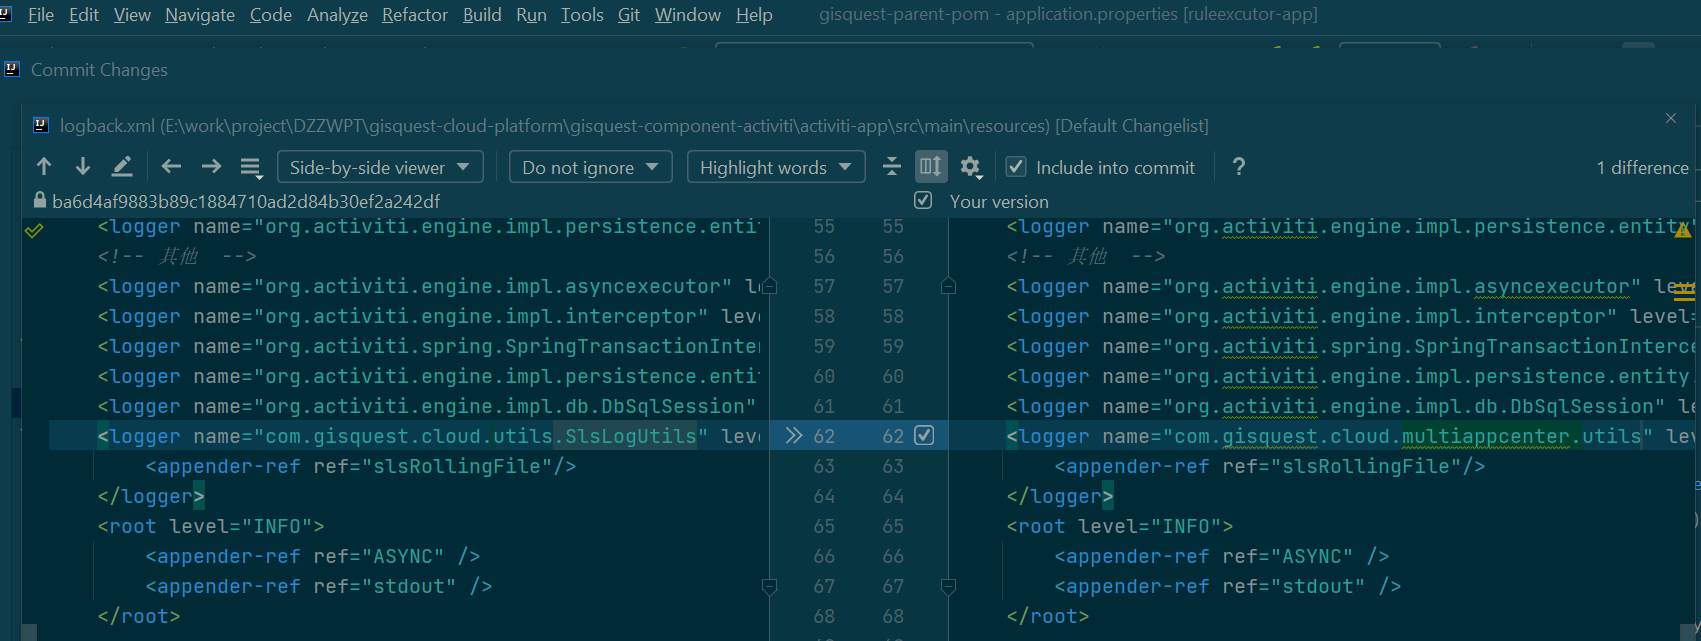 File Edit View Navigate Code Analyze Refactor Build Run Tools Git Window Help gisquest-parent-pom - application.properties [ruleexcutor-app]
Commit Changes
logback.xml (E:\work\project\DZZWPT\gisquest-cloud-platform\gisquest-component-activiti\activiti-app\src\main\resources) [Default Changelist]
Side-by-side viewer Do not ignore Highlight words Include into commit ? 1 difference
ba6d4af9883b89c1884710ad2d84b30ef2a242df Your version
<logger name="org.activiti.engine.impl.persistence.entit 55 55 <logger name="org.activiti.engine.impl.persistence.entity"
<!-- 其他 --> 56 56 <!-- 其他 -->
<logger name="org.activiti.engine.impl.asyncexecutor" l 57 57 <logger name="org.activiti.engine.impl.asyncexecutor" leve
<logger name="org.activiti.engine.impl.interceptor" leve 58 58 <logger name="org.activiti.engine.impl.interceptor" level=
<logger name="org.activiti.spring.SpringTransactionInter 59 59 <logger name="org.activiti.spring.SpringTransactionInterce
<logger name="org.activiti.engine.impl.persistence.entit 60 60 <logger name="org.activiti.engine.impl.persistence.entity.
<logger name="org.activiti.engine.impl.db.DbSqlSession" 61 61 <logger name="org.activiti.engine.impl.db.DbSqlSession" le
<logger name="com.gisquest.cloud.utils.SlsLogUtils" leve 62 62 <logger name="com.gisquest.cloud.multiappcenter.utils" lev
<appender-ref ref="slsRollingFile"/> 63 63 <appender-ref ref="slsRollingFile"/>
</logger> 64 64 </logger>
<root level="INFO"> 65 65 <root level="INFO">
<appender-ref ref="ASYNC" /> 66 66 <appender-ref ref="ASYNC" />
<appender-ref ref="stdout" /> 67 67 <appender-ref ref="stdout" />
</root> 68 68 </root>